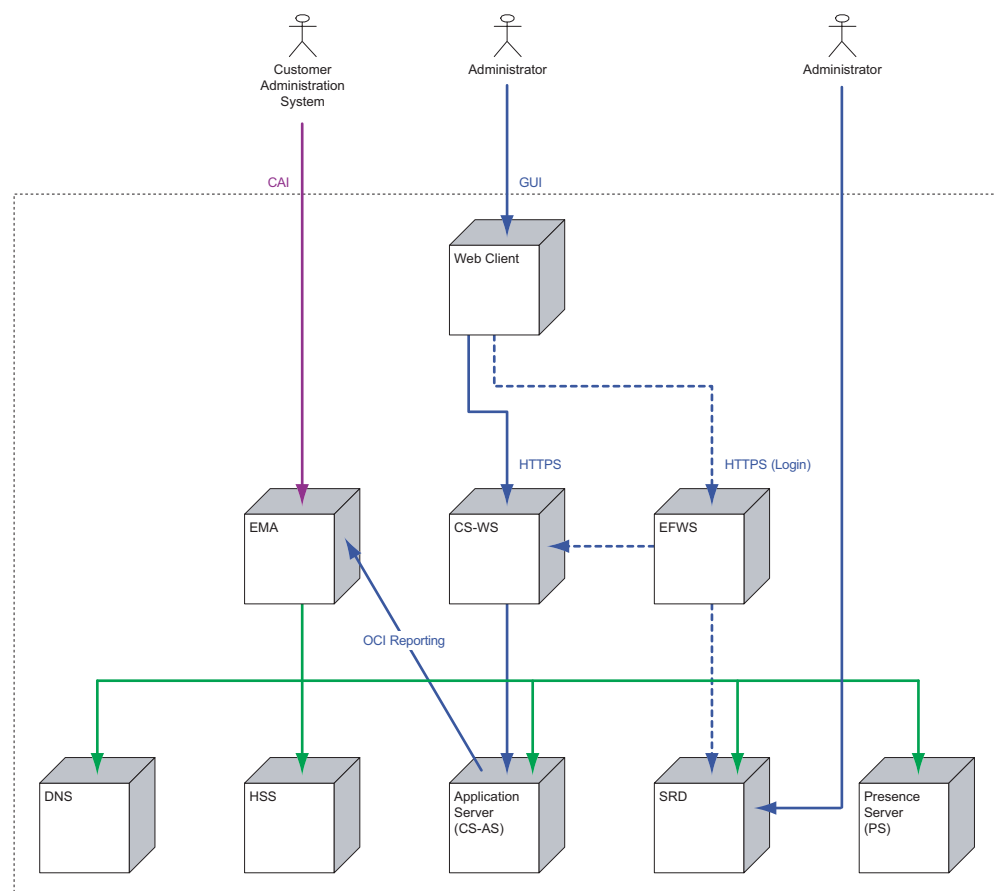 Customer
Administration
System
Administrator
Administrator
CAI
GUI
Web Client
HTTPS
HTTPS (Login)
EMA
CS-WS
EFWS
OCI Reporting
DNS
HSS
Application
Server
(CS-AS)
SRD
Presence
Server
(PS)